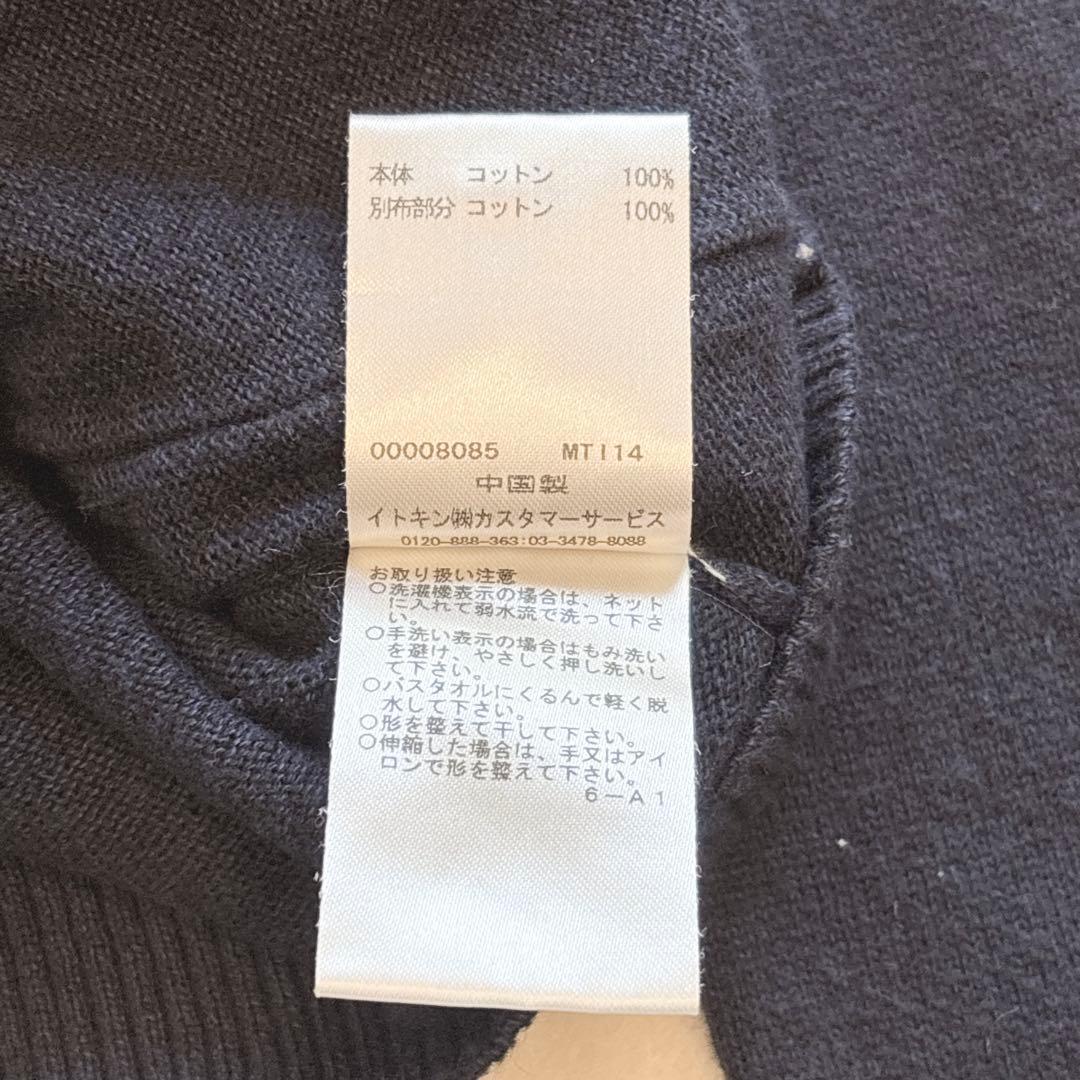 本体 コットン 100%
別布部分 コットン 100%
00008085 MTI14
中国製
イトキン㈱カスタマーサービス
0120-888-363:03-3478-8088
お取り扱い注意
○洗濯機表示の場合は、ネット
に入れて弱水流で洗って下さ
い。
○手洗い表示の場合はもみ洗い
を避け、やさしく押し洗いし
て下さい。
○バスタオルにくるんで軽く脱
水して下さい。
○形を整えて干して下さい。
○伸縮した場合は、手又はアイ
ロンで形を整えて下さい。
6-A1